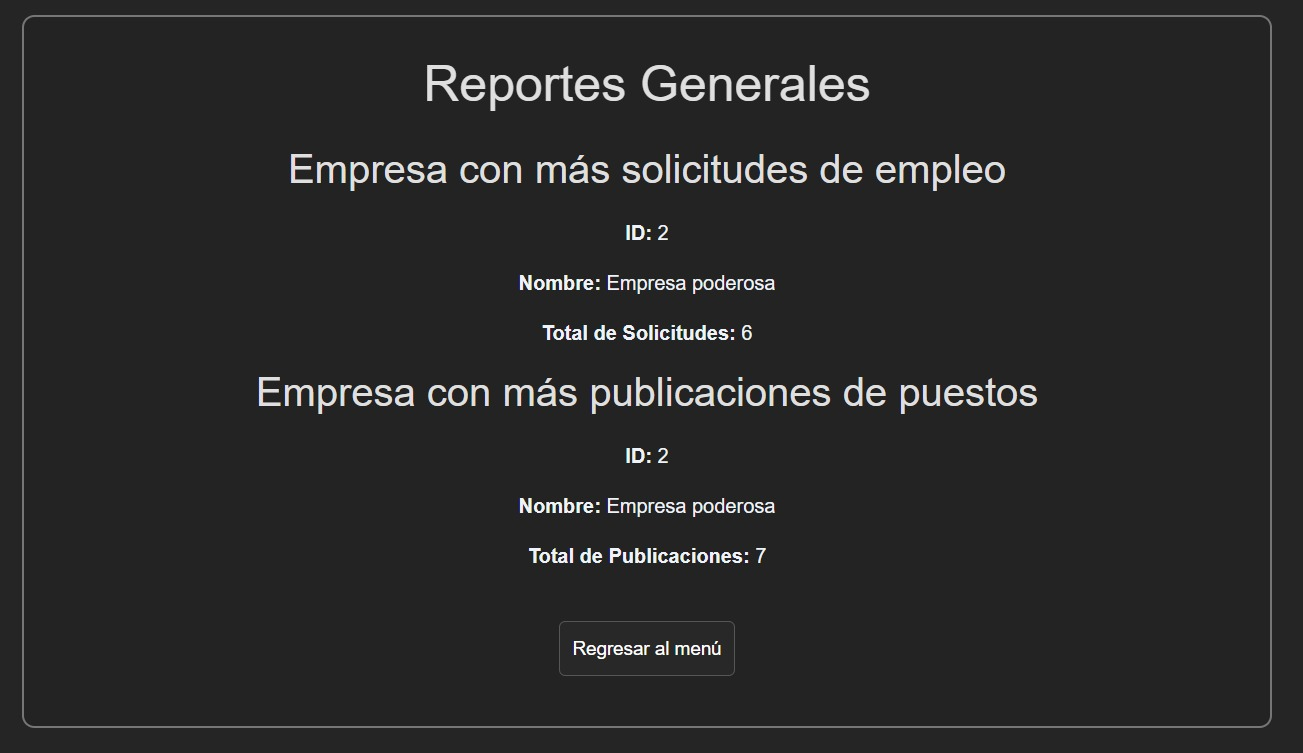 Reportes Generales
Empresa con más solicitudes de empleo
ID: 2
Nombre: Empresa poderosa
Total de Solicitudes: 6
Empresa con más publicaciones de puestos
ID: 2
Nombre: Empresa poderosa
Total de Publicaciones: 7
Regresar al menú